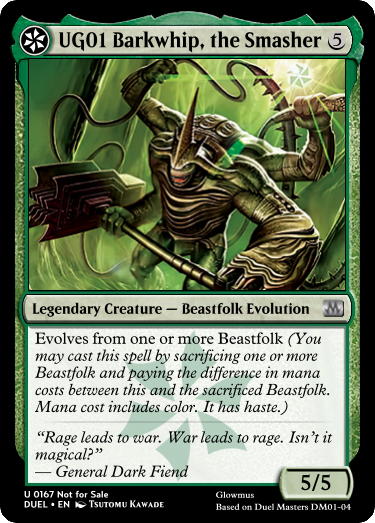 UG01 Barkwhip, the Smasher 5
Legendary Creature — Beastfolk Evolution
Evolves from one or more Beastfolk (You
may cast this spell by sacrificing one or more
Beastfolk and paying the difference in mana
costs between this and the sacrificed Beastfolk.
Mana cost includes color. It has haste.)
“Rage leads to war. War leads to rage. Isn't it
magical?”
— General Dark Fiend
5/5
U 0167 Not for Sale
DUEL • EN Tsutomu Kawade
Glowmus
Based on Duel Masters DM01-04